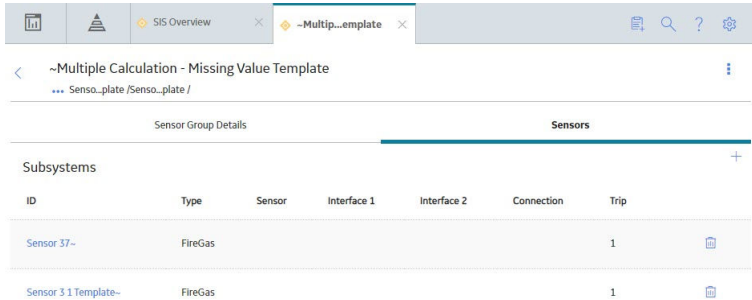 SIS Overview
~Multip...emplate
~Multiple Calculation - Missing Value Template
... Senso...plate /Senso...plate /
Sensor Group Details Sensors
Subsystems
ID Type Sensor Interface 1 Interface 2 Connection Trip
Sensor 37~ FireGas 1
Sensor 3 1 Template~ FireGas 1